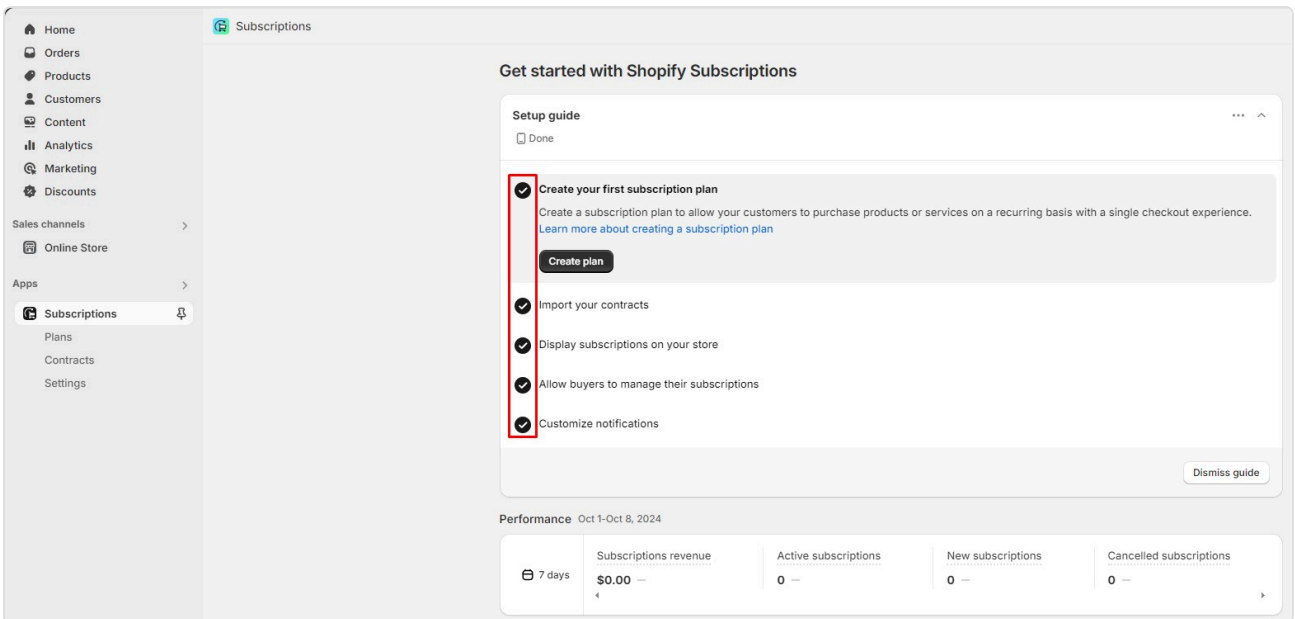 Home
Orders
Products
Customers
Content
Analytics
Marketing
Discounts
Sales channels
Online Store
Apps
Subscriptions
Plans
Contracts
Settings
Subscriptions
Get started with Shopify Subscriptions
Setup guide
Done
Create your first subscription plan
Create a subscription plan to allow your customers to purchase products or services on a recurring basis with a single checkout experience.
Learn more about creating a subscription plan
Create plan
Import your contracts
Display subscriptions on your store
Allow buyers to manage their subscriptions
Customize notifications
Dismiss guide
Performance Oct 1-Oct 8, 2024
7 days
Subscriptions revenue
$0.00 —
Active subscriptions
0 —
New subscriptions
0 —
Cancelled subscriptions
0 —